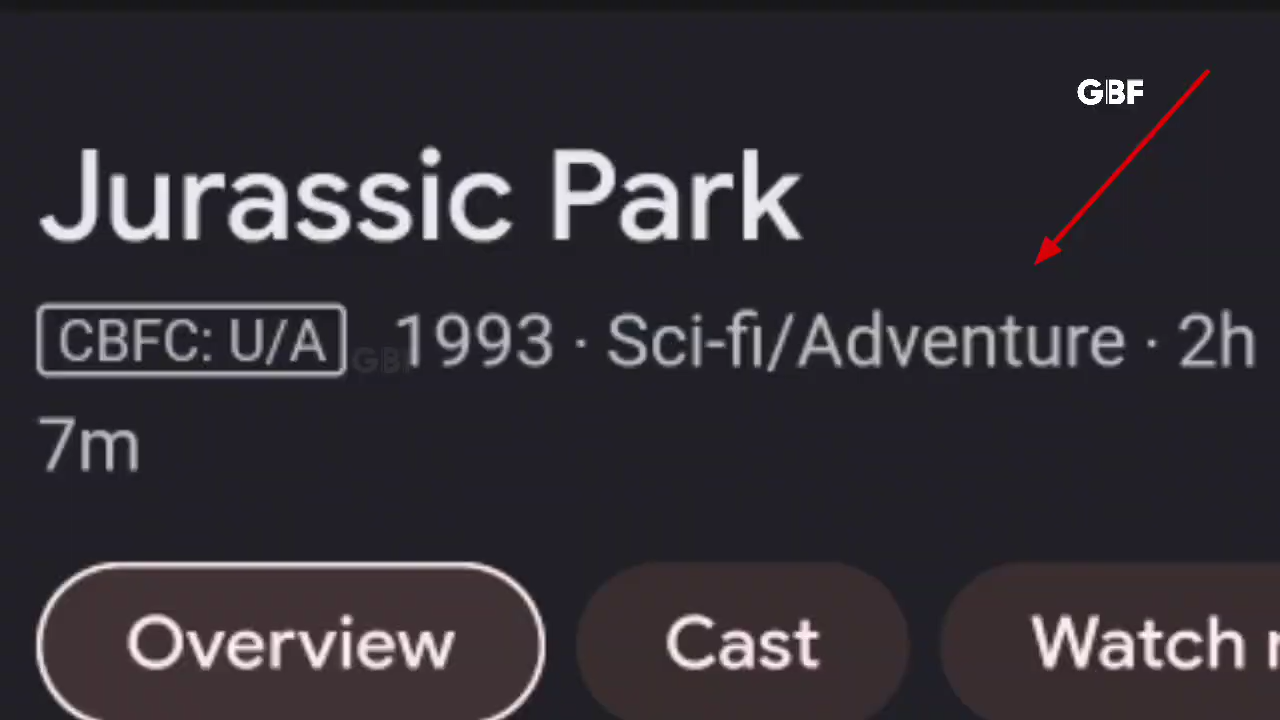 GBF
Jurassic Park
CBFC: U/A 1993 · Sci-fi/Adventure · 2h
7m
Overview Cast Watch